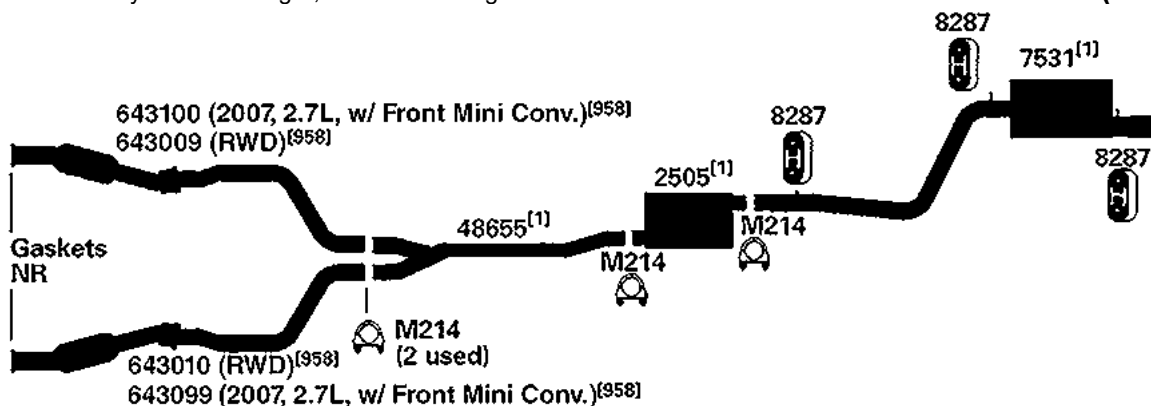 8287
7531[1]
643100 (2007, 2.7L, w/ Front Mini Conv.)[958]
643009 (RWD)[958]
8287
8287
2505[1]
48655[1]
M214
M214
Gaskets
NR
M214
(2 used)
643010 (RWD)[958]
643099 (2007, 2.7L, w/ Front Mini Conv.)[958]